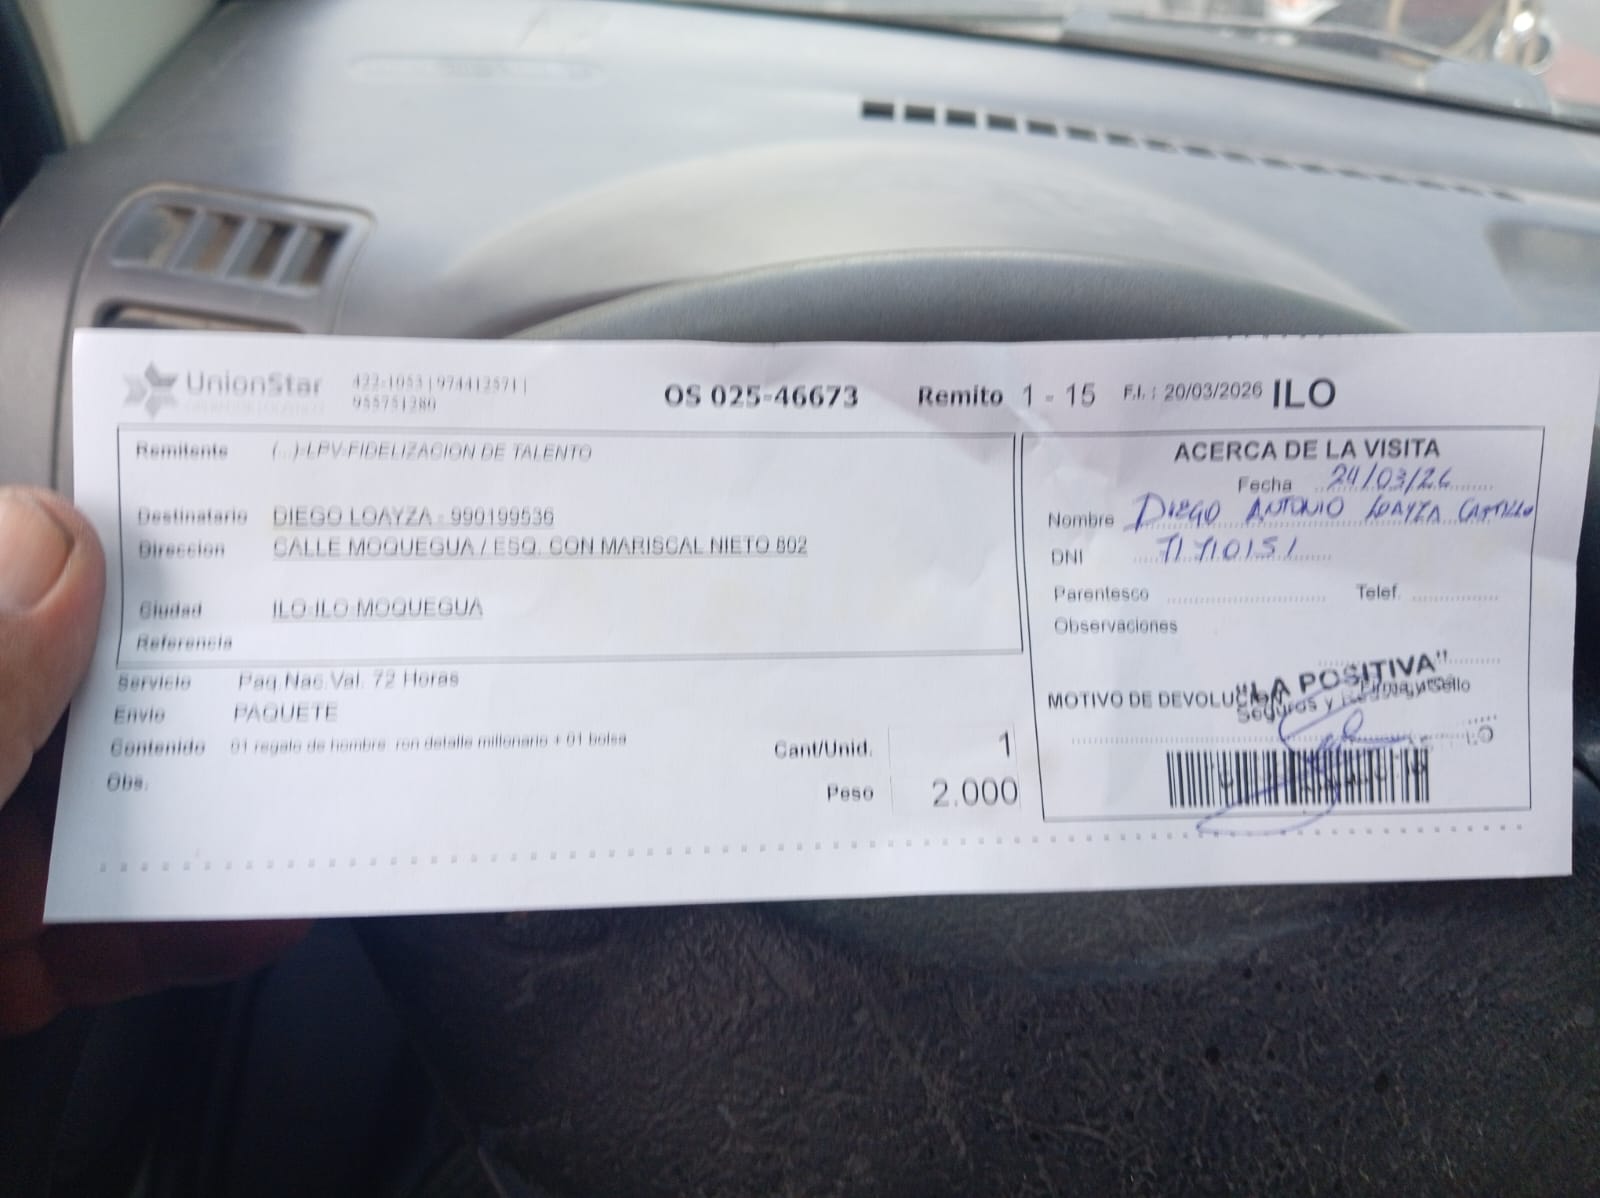 UnionStar 422-1053 | 974412571 | OS 025-46673 Remito 1 - 15 F.I. : 20/03/2026 ILO
955751280
Remitente (...)-LPV-FIDELIZACION DE TALENTO
Destinatario DIEGO LOAYZA - 990199536
Direccion CALLE MOQUEGUA / ESQ. CON MARISCAL NIETO 802
Ciudad ILO-ILO-MOQUEGUA
Referencia
Servicio Paq.Nac.Val. 72 Horas
Envio PAQUETE
Contenido 01 regalo de hombre ron detalle millonario + 01 bolsa
Obs.
Cant/Unid. 1
Peso 2.000
ACERCA DE LA VISITA
Fecha 24/03/26
Nombre DIEGO ANTONIO LOAYZA CASTILLO
DNI 71710151
Parentesco Telef.
Observaciones
MOTIVO DE DEVOLUCION
"LA POSITIVA"
Seguros y
Firma y Sello